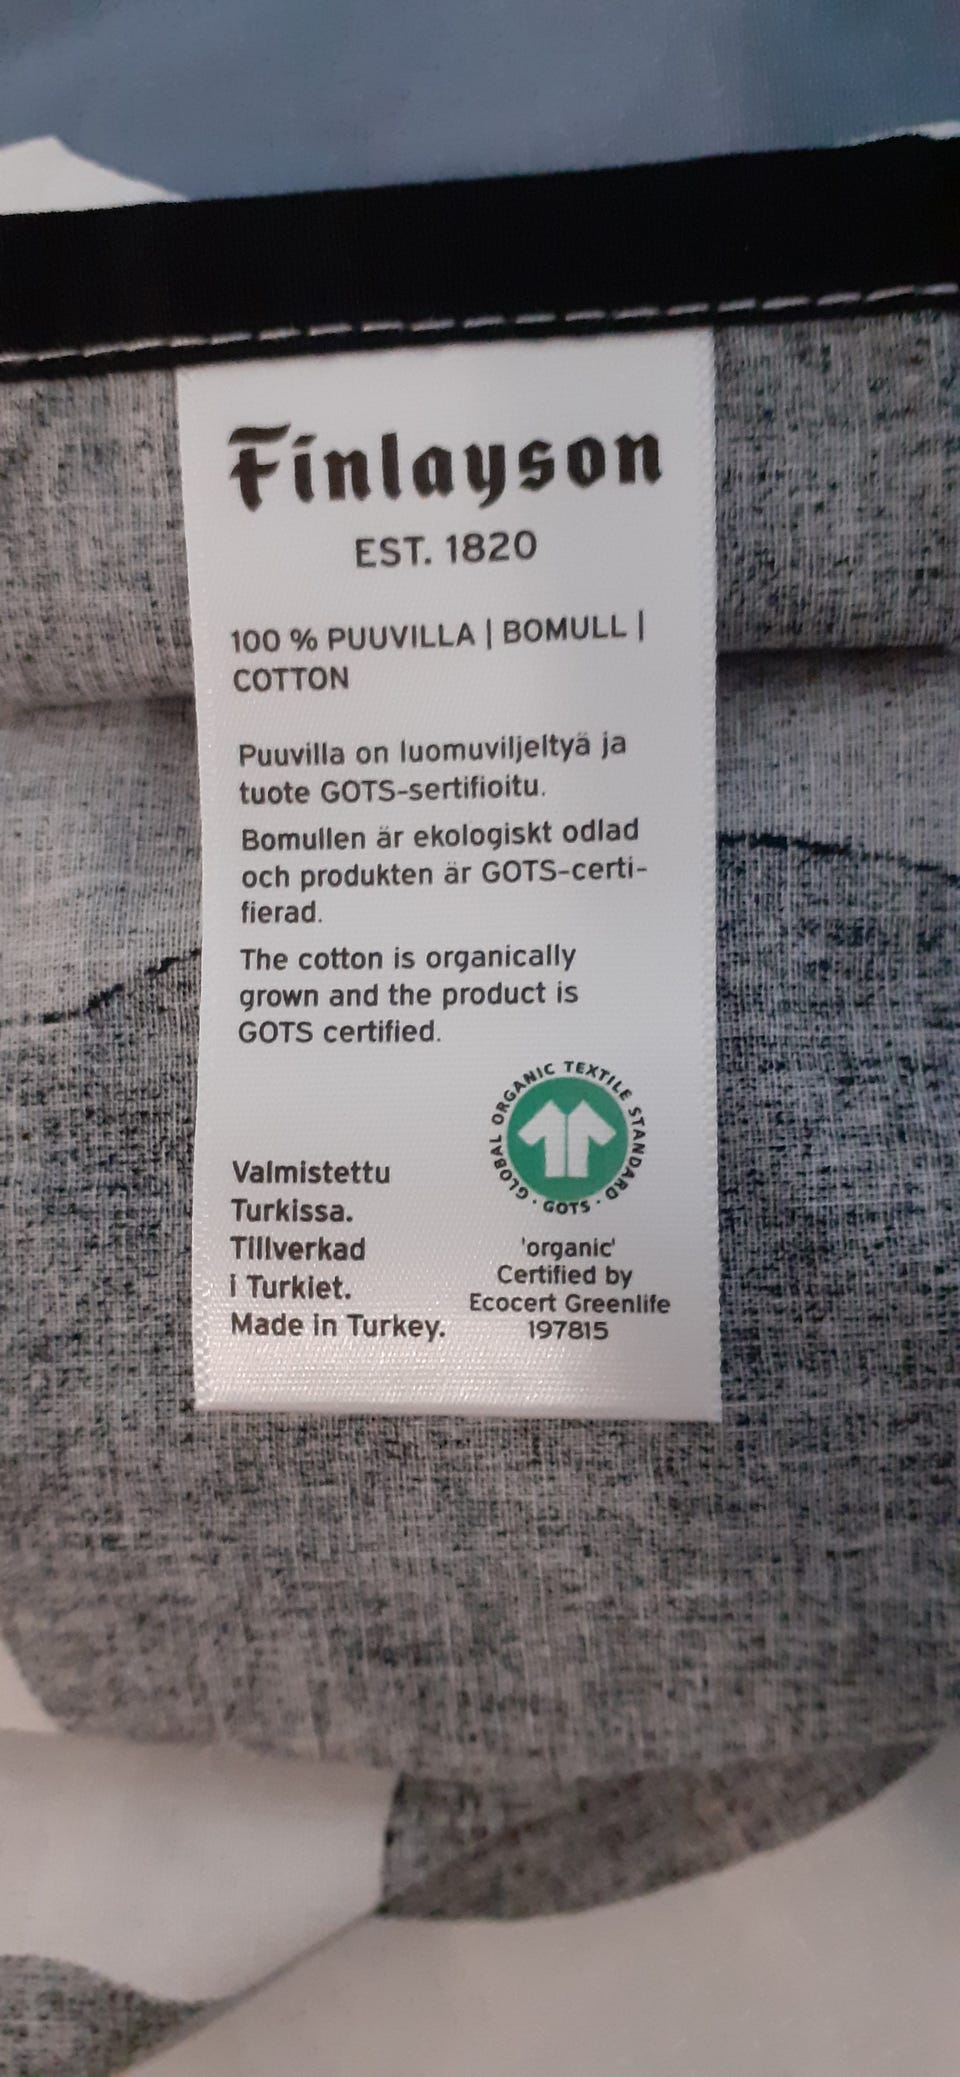 Finlayson
EST. 1820
100 % PUUVILLA | BOMULL |
COTTON
Puuvilla on luomuviljeltyä ja
tuote GOTS-sertifioitu.
Bomullen är ekologiskt odlad
och produkten är GOTS-certi-
fierad.
The cotton is organically
grown and the product is
GOTS certified.
GLOBAL ORGANIC TEXTILE STANDARD
· GOTS ·
Valmistettu
Turkissa.
Tillverkad
i Turkiet.
Made in Turkey.
'organic'
Certified by
Ecocert Greenlife
197815